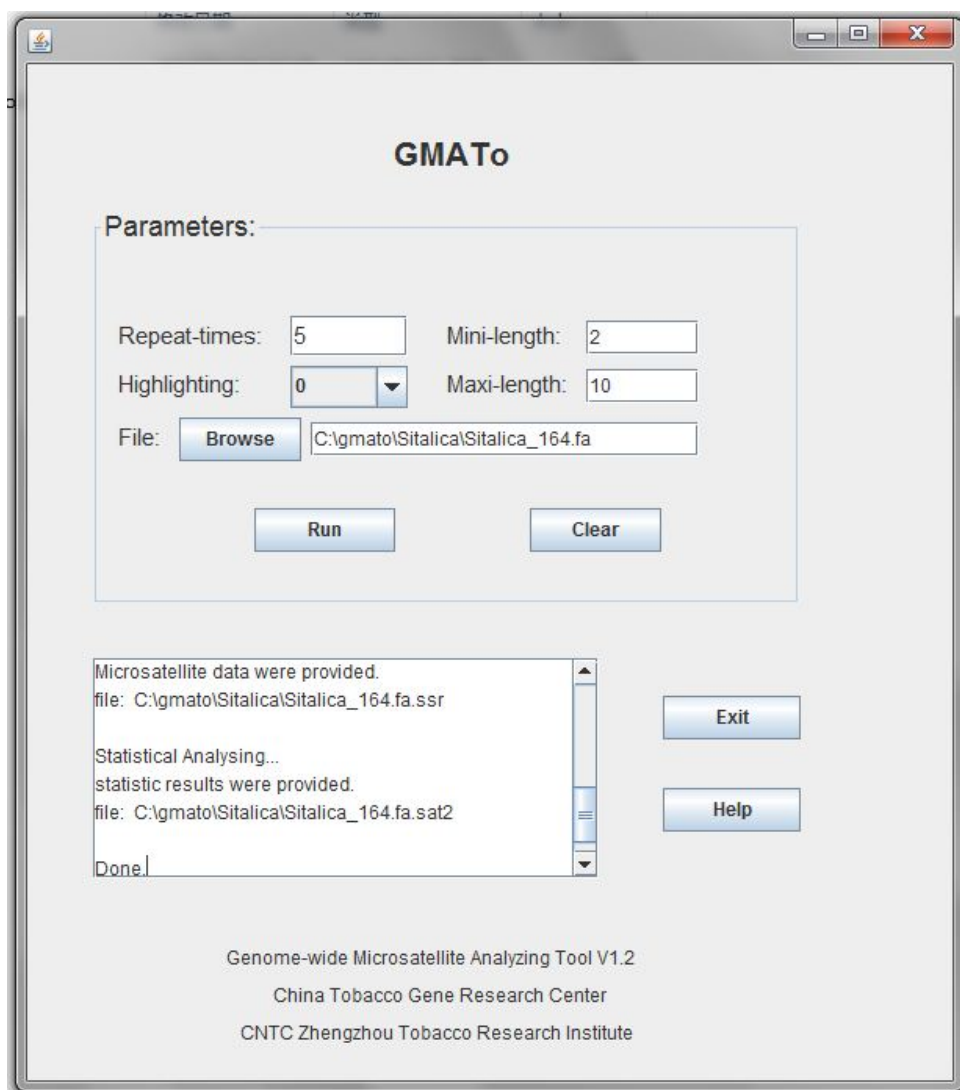 GMATo
Parameters:
Repeat-times: 5 Mini-length: 2
Highlighting: 0 Maxi-length: 10
File: Browse C:\gmato\Sitalica\Sitalica_164.fa
Run Clear
Microsatellite data were provided.
file: C:\gmato\Sitalica\Sitalica_164.fa.ssr
Statistical Analysing...
statistic results were provided.
file: C:\gmato\Sitalica\Sitalica_164.fa.sat2
Done.
Exit
Help
Genome-wide Microsatellite Analyzing Tool V1.2
China Tobacco Gene Research Center
CNTC Zhengzhou Tobacco Research Institute